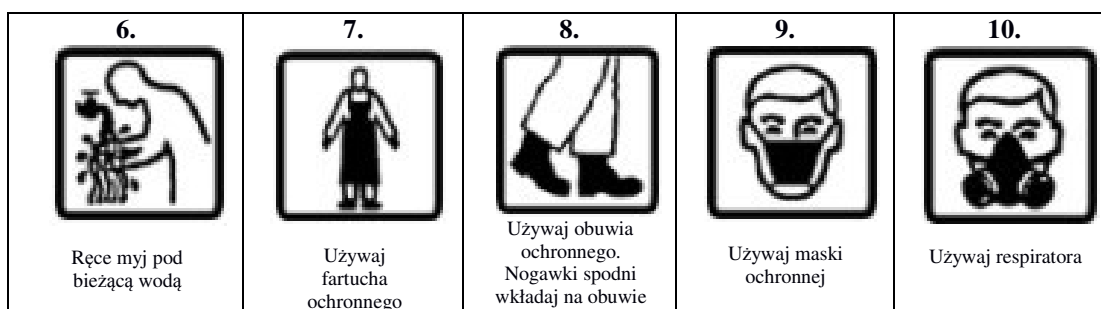 6.
7.
8.
9.
10.
Ręce myj pod
bieżącą wodą
Używaj
fartucha
ochronnego
Używaj obuwia
ochronnego.
Nogawki spodni
wkładaj na obuwie
Używaj maski
ochronnej
Używaj respiratora